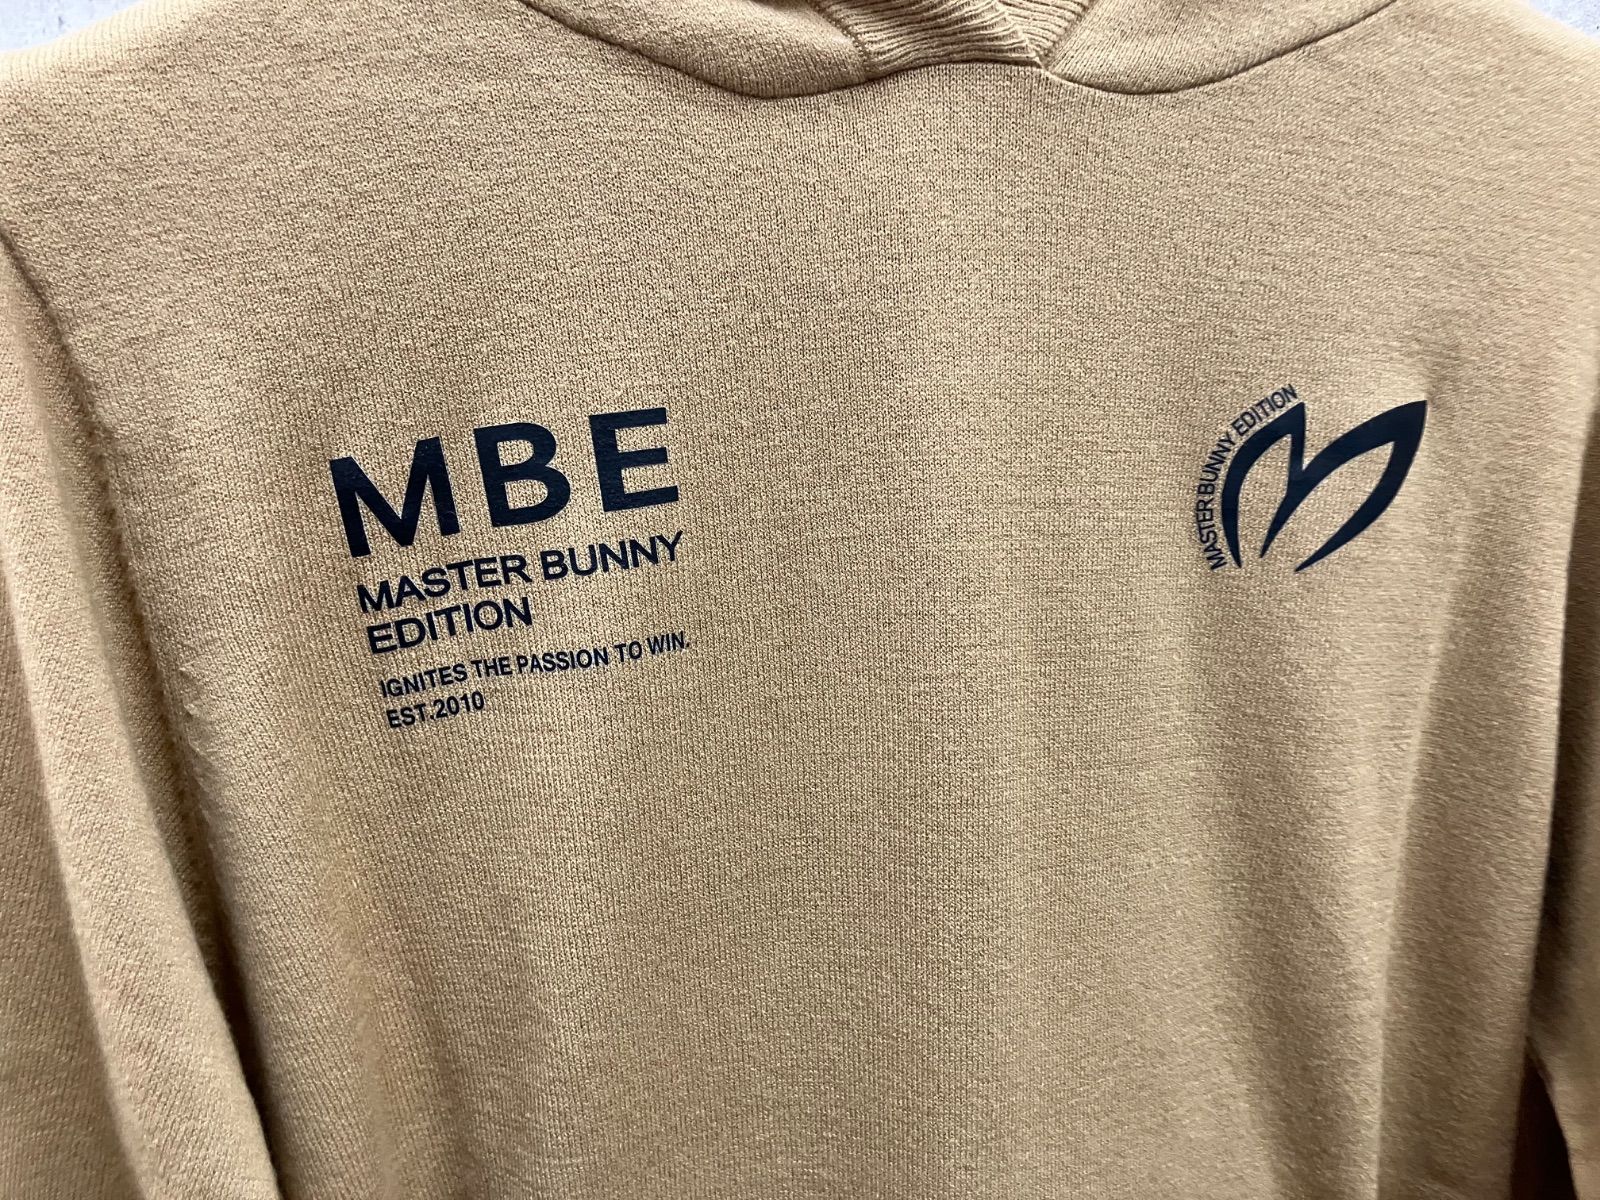 MBE
MASTER BUNNY
EDITION
IGNITES THE PASSION TO WIN.
EST.2010
MASTER BUNNY EDITION